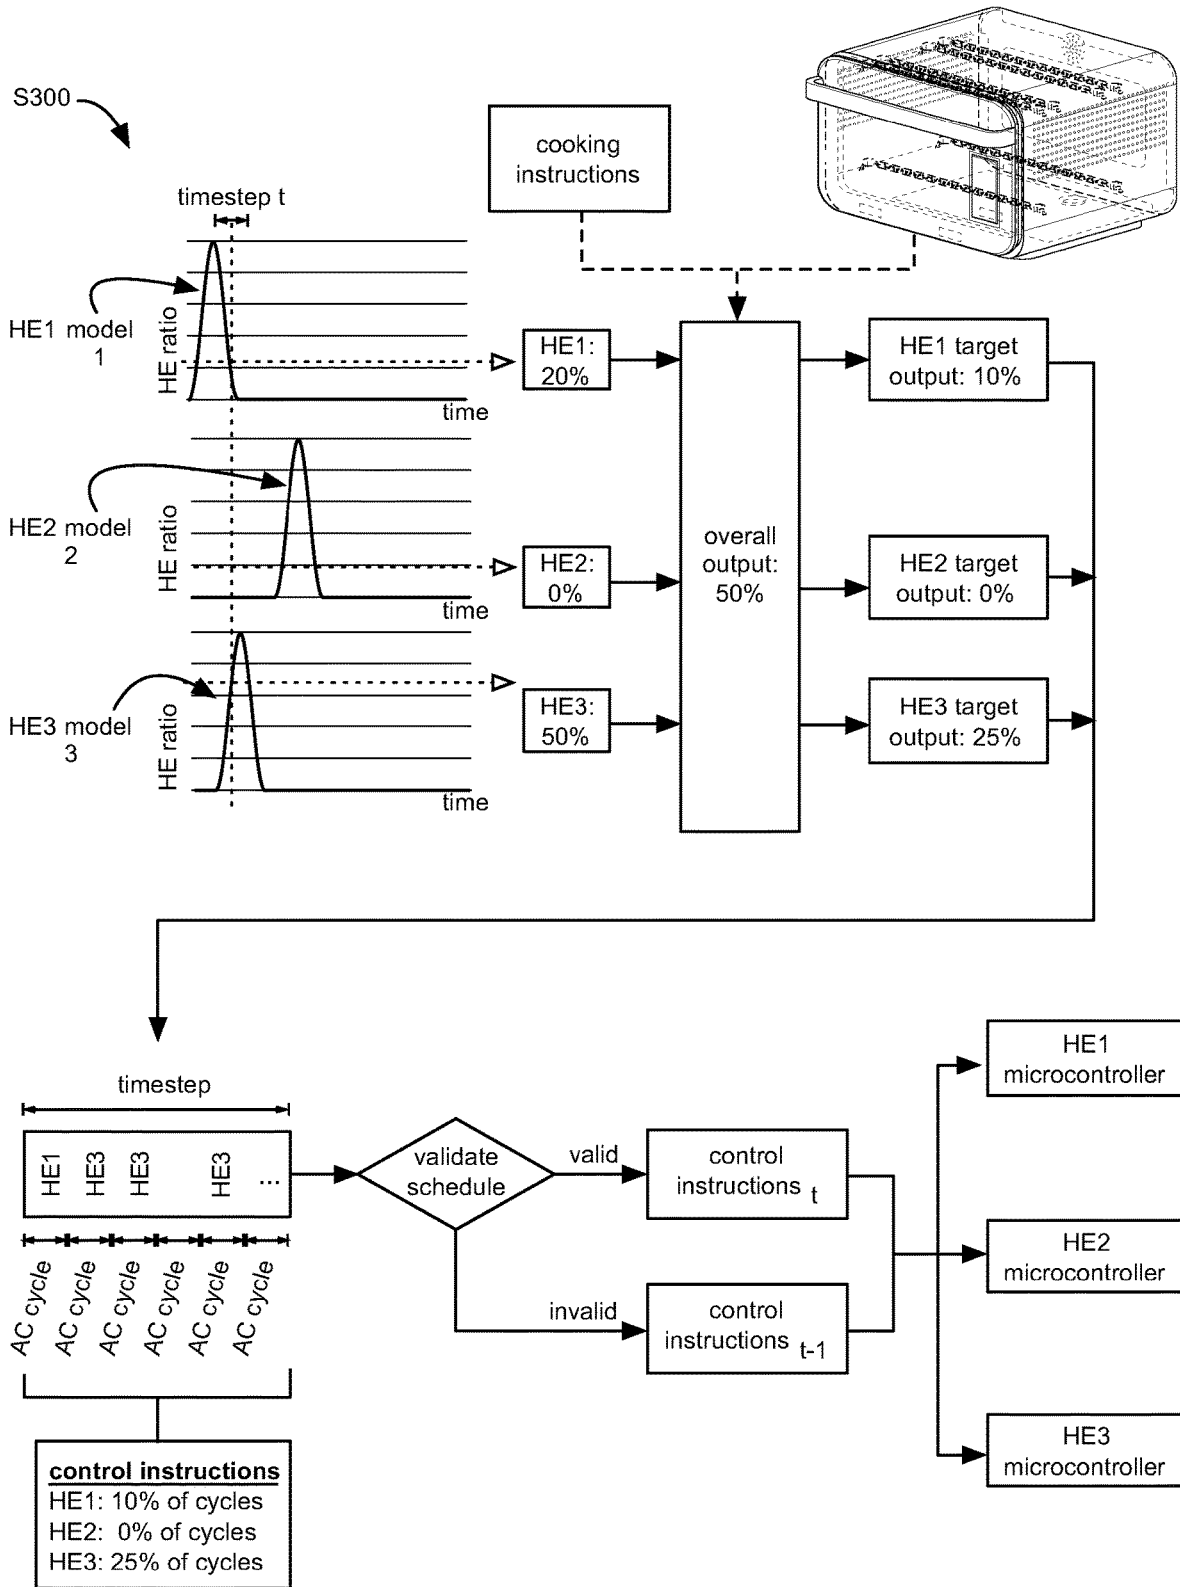 S300
cooking
instructions
timestep t
HE1 model
1
HE ratio
time
HE1:
20%
HE1 target
output: 10%
HE2 model
2
HE ratio
HE2:
0%
overall
output:
50%
HE2 target
output: 0%
HE3 model
3
HE ratio
time
HE3:
50%
HE3 target
output: 25%
timestep
HE1
HE3
HE3
HE3
...
AC cycle
AC cycle
AC cycle
AC cycle
AC cycle
AC cycle
validate
schedule
valid
invalid
control
instructions t
control
instructions t-1
HE1
microcontroller
HE2
microcontroller
HE3
microcontroller
control instructions
HE1: 10% of cycles
HE2: 0% of cycles
HE3: 25% of cycles